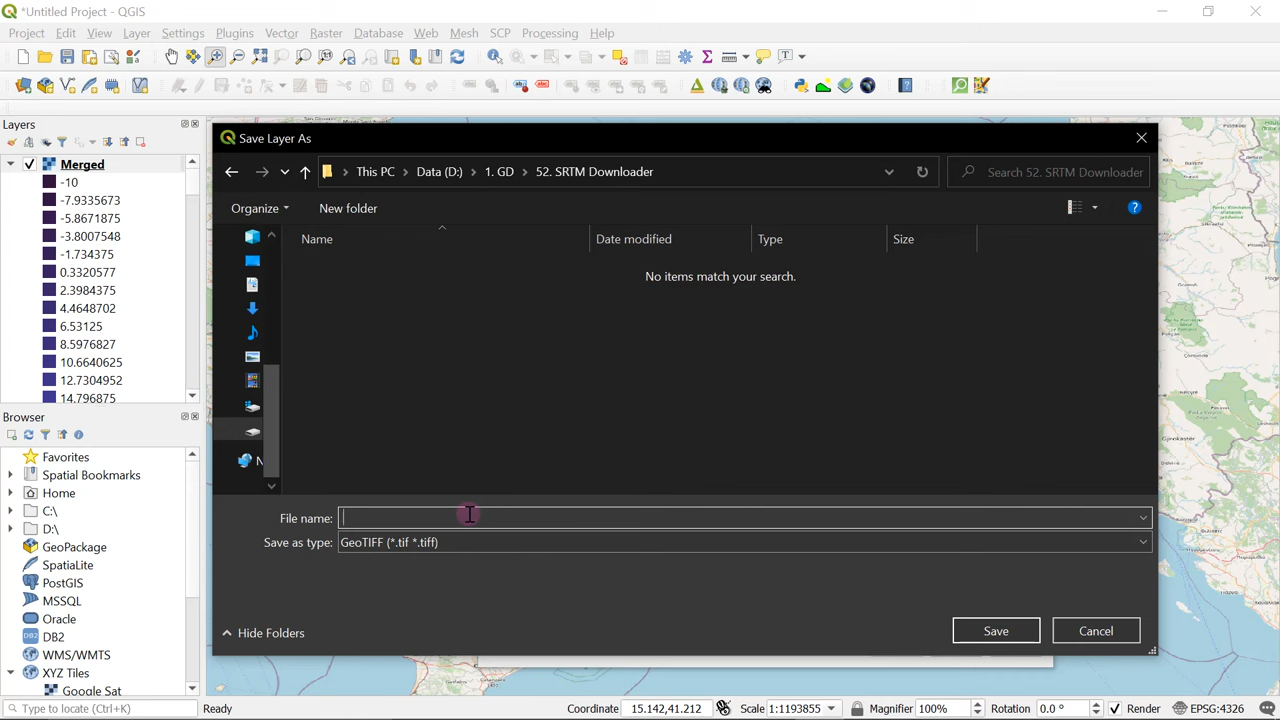 *Untitled Project - QGIS
Project Edit View Layer Settings Plugins Vector Raster Database Web Mesh SCP Processing Help
Layers
Merged
-10
-7.9335673
-5.8671875
-3.8007548
-1.734375
0.3320577
2.3984375
4.4648702
6.53125
8.5976827
10.6640625
12.7304952
14.796875
Browser
Favorites
Spatial Bookmarks
Home
C:\
D:\
GeoPackage
SpatiaLite
PostGIS
MSSQL
Oracle
DB2
WMS/WMTS
XYZ Tiles
Google Sat
Save Layer As
This PC Data (D:) 1 GD 52. SRTM Downloader
Search 52. SRTM Downloader
Organize New folder
Name Date modified Type Size
No items match your search.
File name:
Save as type: GeoTIFF (*.tif *.tiff)
Hide Folders
Save Cancel
Type to locate (Ctrl+K) Ready Coordinate 15.142,41.212 Scale 1:1193855 Magnifier 100% Rotation 0.0 ° Render EPSG:4326